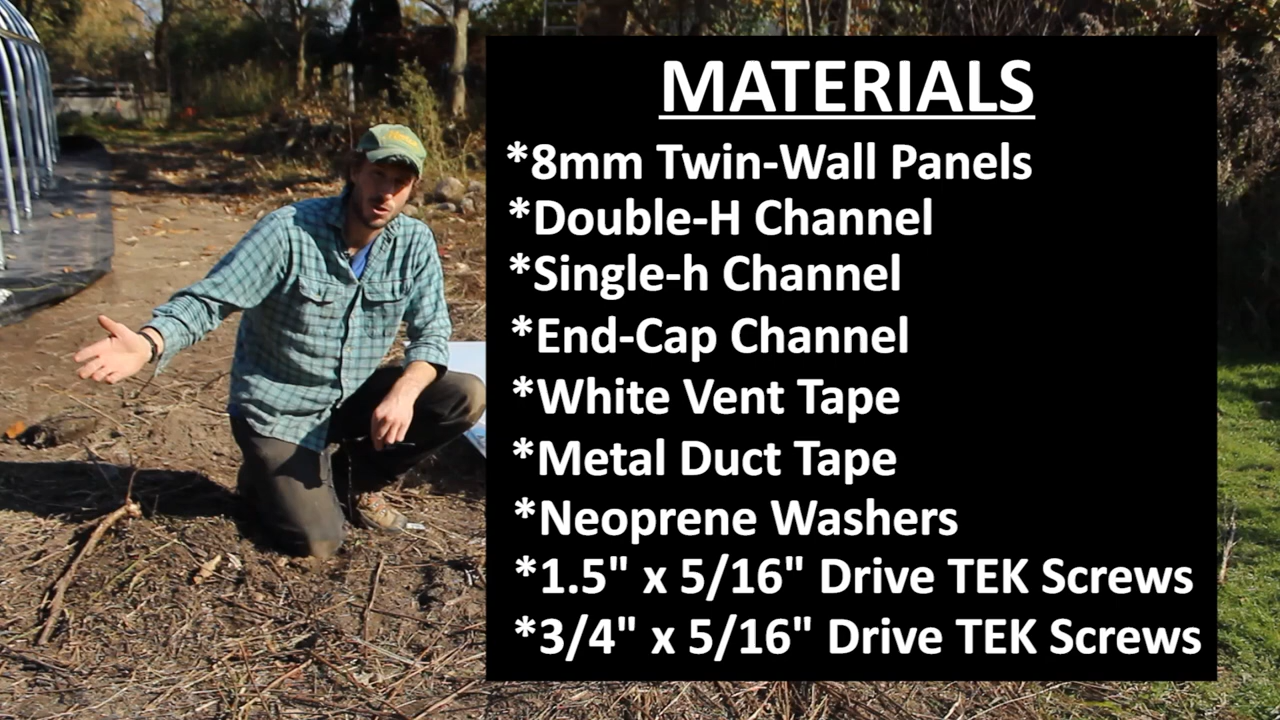 MATERIALS
*8mm Twin-Wall Panels
*Double-H Channel
*Single-h Channel
*End-Cap Channel
*White Vent Tape
*Metal Duct Tape
*Neoprene Washers
*1.5" x 5/16" Drive TEK Screws
*3/4" x 5/16" Drive TEK Screws